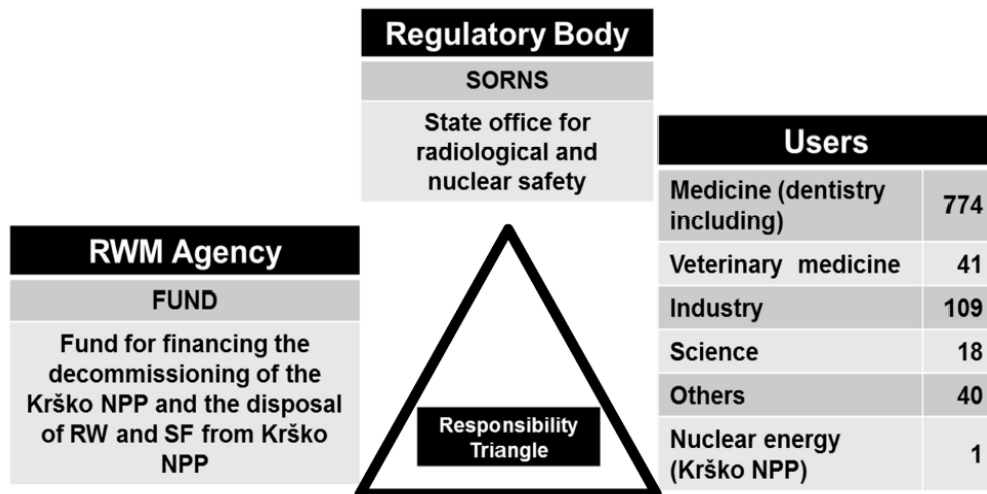 Regulatory Body
SORNS
State office for
radiological and
nuclear safety
RWM Agency
FUND
Fund for financing the
decommissioning of the
Krško NPP and the disposal
of RW and SF from Krško
NPP
Responsibility
Triangle
Users
Medicine (dentistry
including) 774
Veterinary medicine 41
Industry 109
Science 18
Others 40
Nuclear energy
(Krško NPP) 1